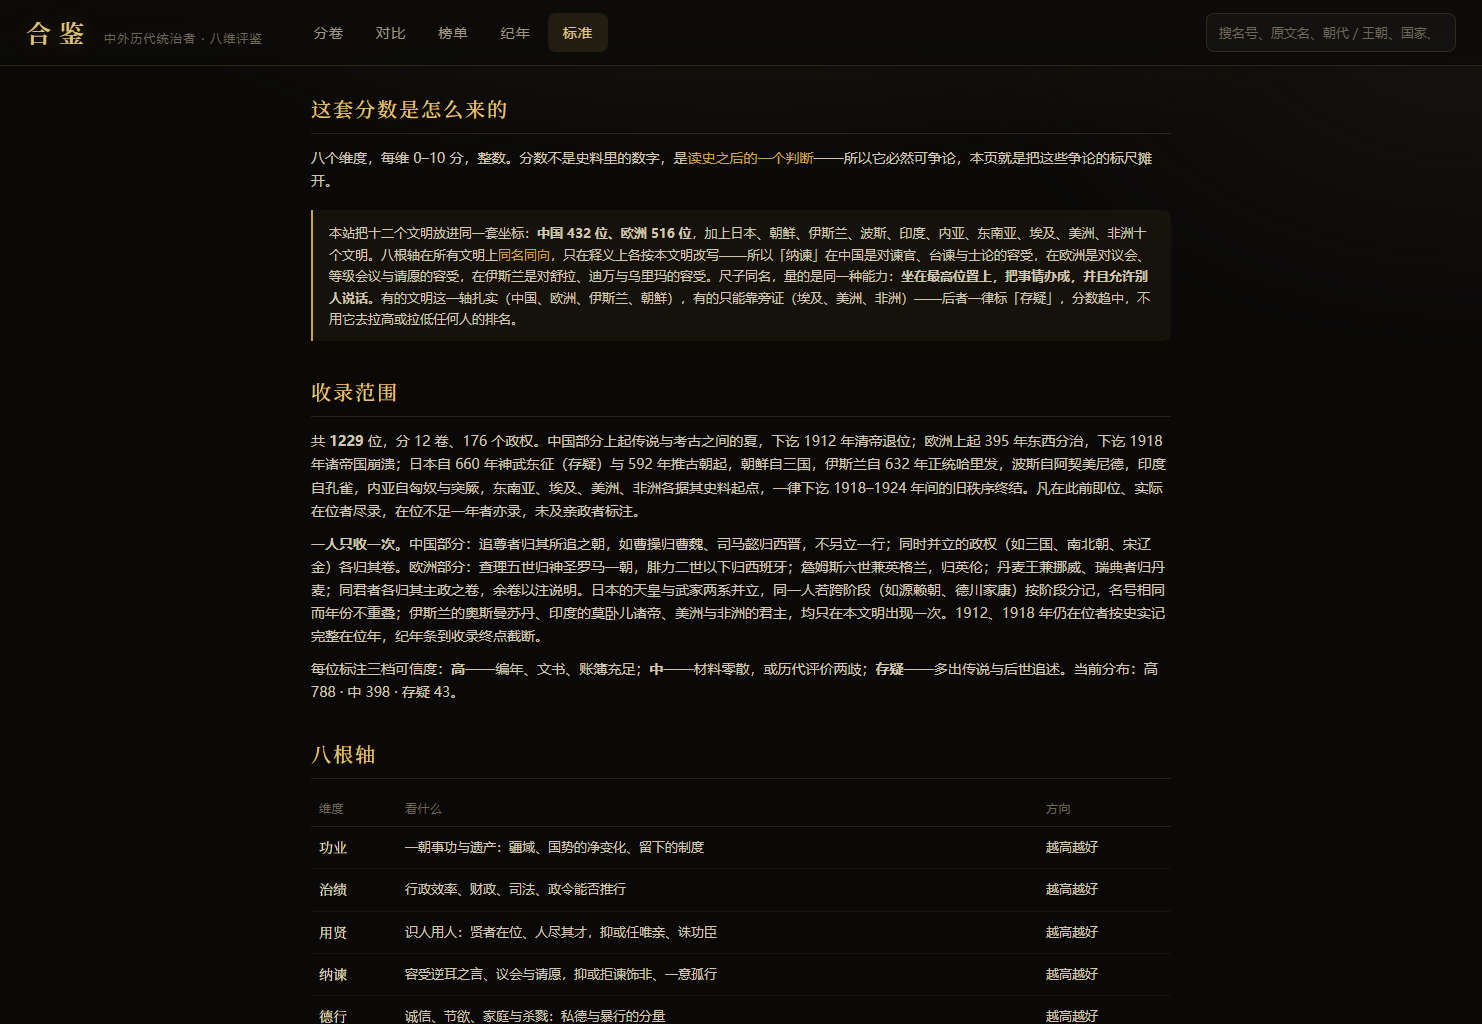 合鉴 中外历代统治者 · 八维评鉴 分卷 对比 榜单 纪年 标准 搜名号、原文名、朝代 / 王朝、国家、
这套分数是怎么来的
八个维度，每维 0–10 分，整数。分数不是史料里的数字，是读史之后的一个判断——所以它必然可争论，本页就是把这些争论的标尺摊
开。
本站把十二个文明放进同一套坐标：中国 432 位、欧洲 516 位，加上日本、朝鲜、伊斯兰、波斯、印度、内亚、东南亚、埃及、美洲、非洲十
个文明。八根轴在所有文明上同名同向，只在释义上各按本文明改写——所以「纳谏」在中国是对谏官、台谏与士论的容受，在欧洲是对议会、
等级会议与请愿的容受，在伊斯兰是对舒拉、迪万与乌里玛的容受。尺子同名，量的是同一种能力：坐在最高位置上，把事情办成，并且允许别
人说话。有的文明这一轴扎实（中国、欧洲、伊斯兰、朝鲜），有的只能靠旁证（埃及、美洲、非洲）——后者一律标「存疑」，分数趋中，不
用它去拉高或拉低任何人的排名。
收录范围
共 1229 位，分 12 卷、176 个政权。中国部分上起传说与考古之间的夏，下讫 1912 年清帝退位；欧洲上起 395 年东西分治，下讫 1918
年诸帝国崩溃；日本自 660 年神武东征（存疑）与 592 年推古朝起，朝鲜自三国，伊斯兰自 632 年正统哈里发，波斯自阿契美尼德，印度
自孔雀，内亚自匈奴与突厥，东南亚、埃及、美洲、非洲各据其史料起点，一律下讫 1918–1924 年间的旧秩序终结。凡在此前即位、实际
在位者尽录，在位不足一年者亦录，未及亲政者标注。
一人只收一次。中国部分：追尊者归其所追之朝，如曹操归曹魏、司马懿归西晋，不另立一行；同时并立的政权（如三国、南北朝、宋辽
金）各归其卷。欧洲部分：查理五世归神圣罗马一朝，腓力二世以下归西班牙；詹姆斯六世兼英格兰，归英伦；丹麦王兼挪威、瑞典者归丹
麦；同君者各归其主政之卷，余卷以注说明。日本的天皇与武家两系并立，同一人若跨阶段（如源赖朝、德川家康）按阶段分记，名号相同
而年份不重叠；伊斯兰的奥斯曼苏丹、印度的莫卧儿诸帝、美洲与非洲的君主，均只在本文明出现一次。1912、1918 年仍在位者按史实记
完整在位年，纪年条到收录终点截断。
每位标注三档可信度：高——编年、文书、账簿充足；中——材料零散，或历代评价两歧；存疑——多出传说与后世追述。当前分布：高
788 · 中 398 · 存疑 43。
八根轴
维度 看什么 方向
功业 一朝事功与遗产：疆域、国势的净变化、留下的制度 越高越好
治绩 行政效率、财政、司法、政令能否推行 越高越好
用贤 识人用人：贤者在位、人尽其才，抑或任唯亲、诛功臣 越高越好
纳谏 容受逆耳之言、议会与请愿，抑或拒谏饰非、一意孤行 越高越好
德行 诚信、节欲、家庭与杀戮：私德与暴行的分量 越高越好